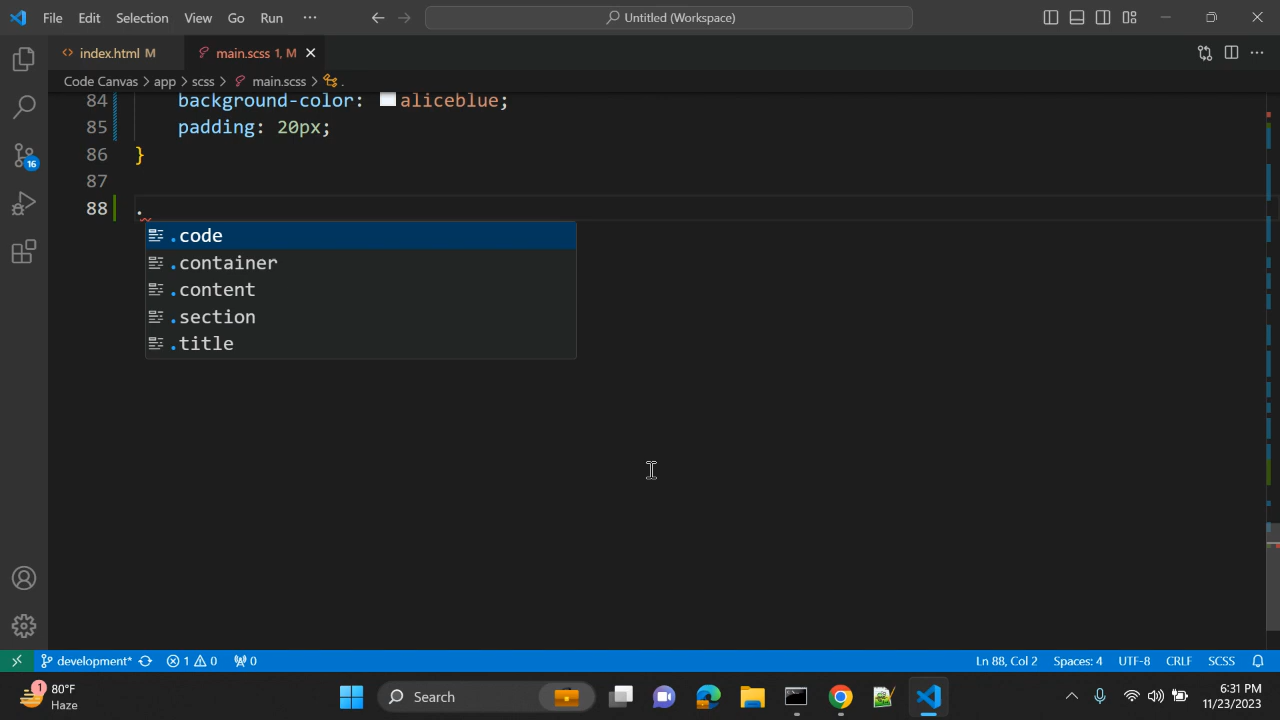 File Edit Selection View Go Run ··· Untitled (Workspace)
index.html M main.scss 1, M
Code Canvas > app > scss > main.scss > .
84 background-color: aliceblue;
85 padding: 20px;
86 }
87
88 .
.code
.container
.content
.section
.title
16
development* 1 0 0 Ln 88, Col 2 Spaces: 4 UTF-8 CRLF SCSS
1 80°F
Haze
Search
6:31 PM
11/23/2023